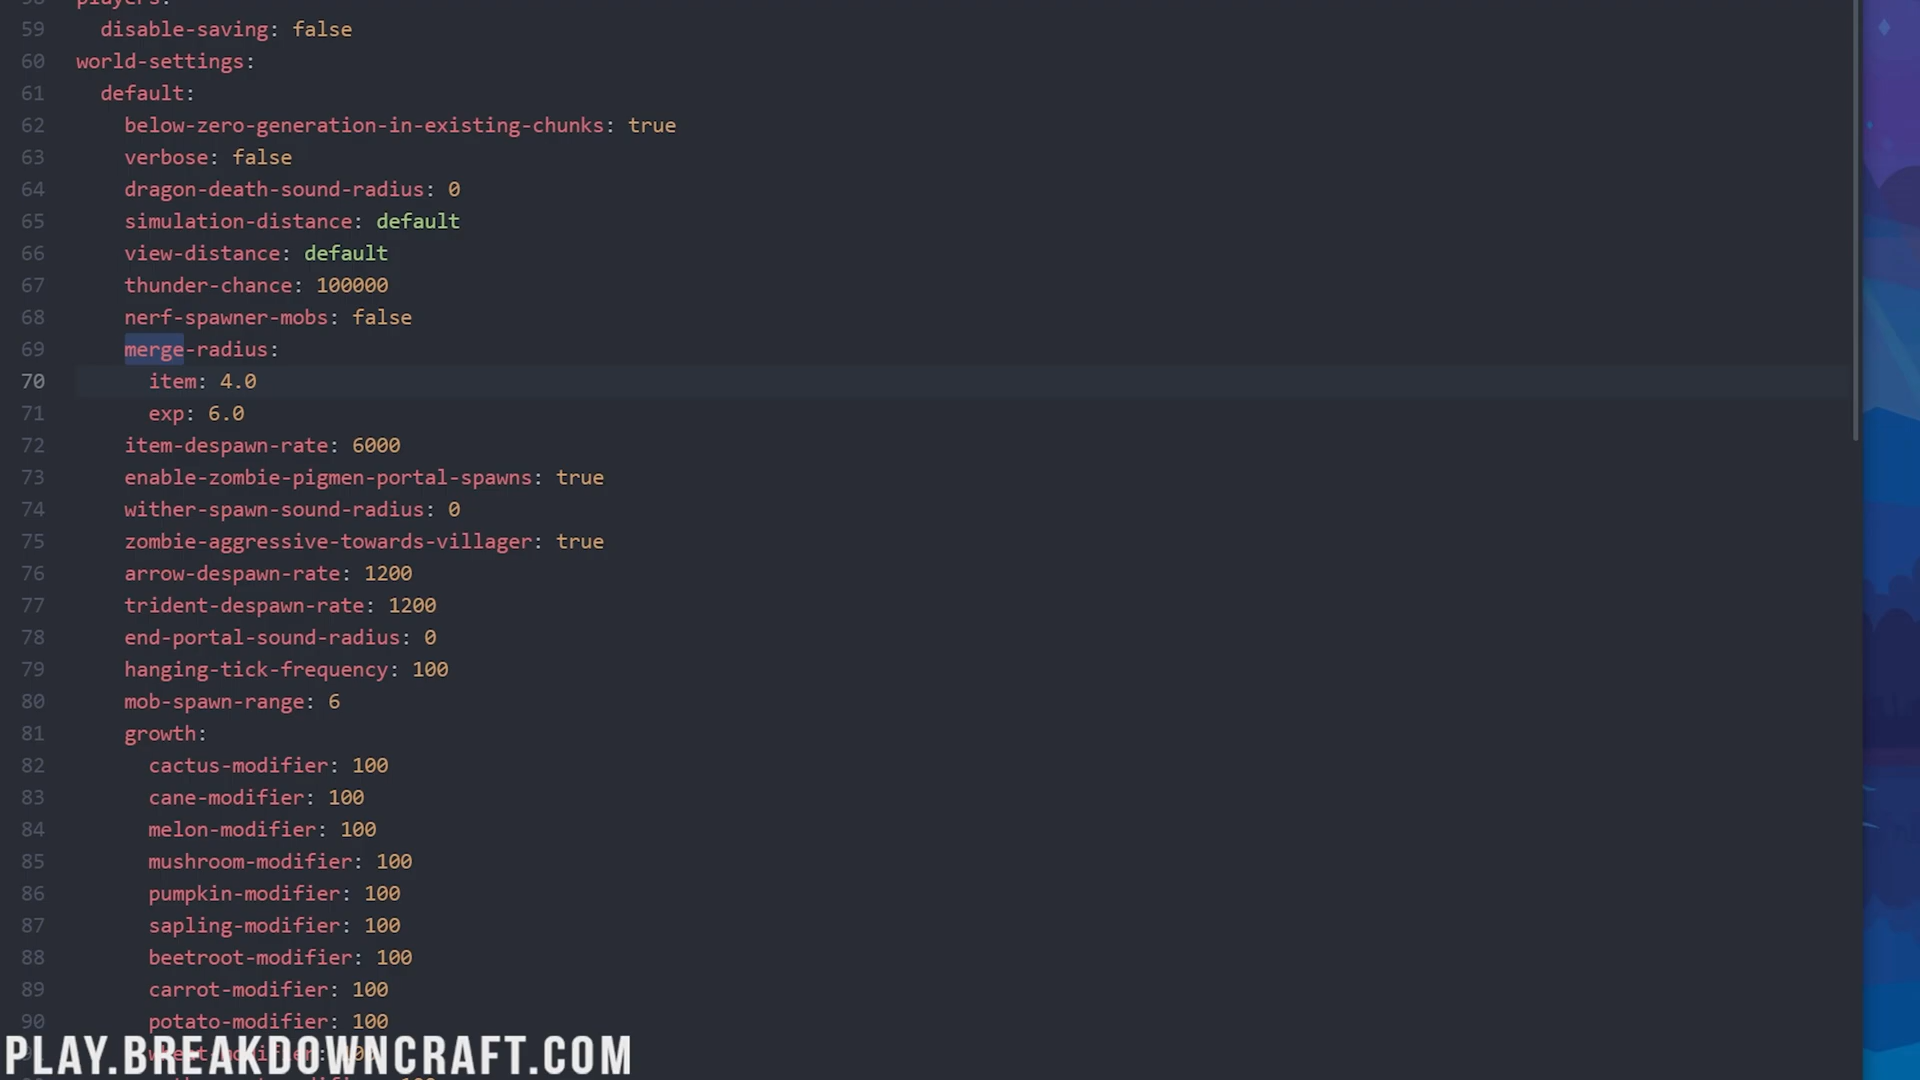 players:
59 disable-saving: false
60 world-settings:
61 default:
62 below-zero-generation-in-existing-chunks: true
63 verbose: false
64 dragon-death-sound-radius: 0
65 simulation-distance: default
66 view-distance: default
67 thunder-chance: 100000
68 nerf-spawner-mobs: false
69 merge-radius:
70 item: 4.0
71 exp: 6.0
72 item-despawn-rate: 6000
73 enable-zombie-pigmen-portal-spawns: true
74 wither-spawn-sound-radius: 0
75 zombie-aggressive-towards-villager: true
76 arrow-despawn-rate: 1200
77 trident-despawn-rate: 1200
78 end-portal-sound-radius: 0
79 hanging-tick-frequency: 100
80 mob-spawn-range: 6
81 growth:
82 cactus-modifier: 100
83 cane-modifier: 100
84 melon-modifier: 100
85 mushroom-modifier: 100
86 pumpkin-modifier: 100
87 sapling-modifier: 100
88 beetroot-modifier: 100
89 carrot-modifier: 100
90 potato-modifier: 100
PLAY.BREAKDOWNCRAFT.COM